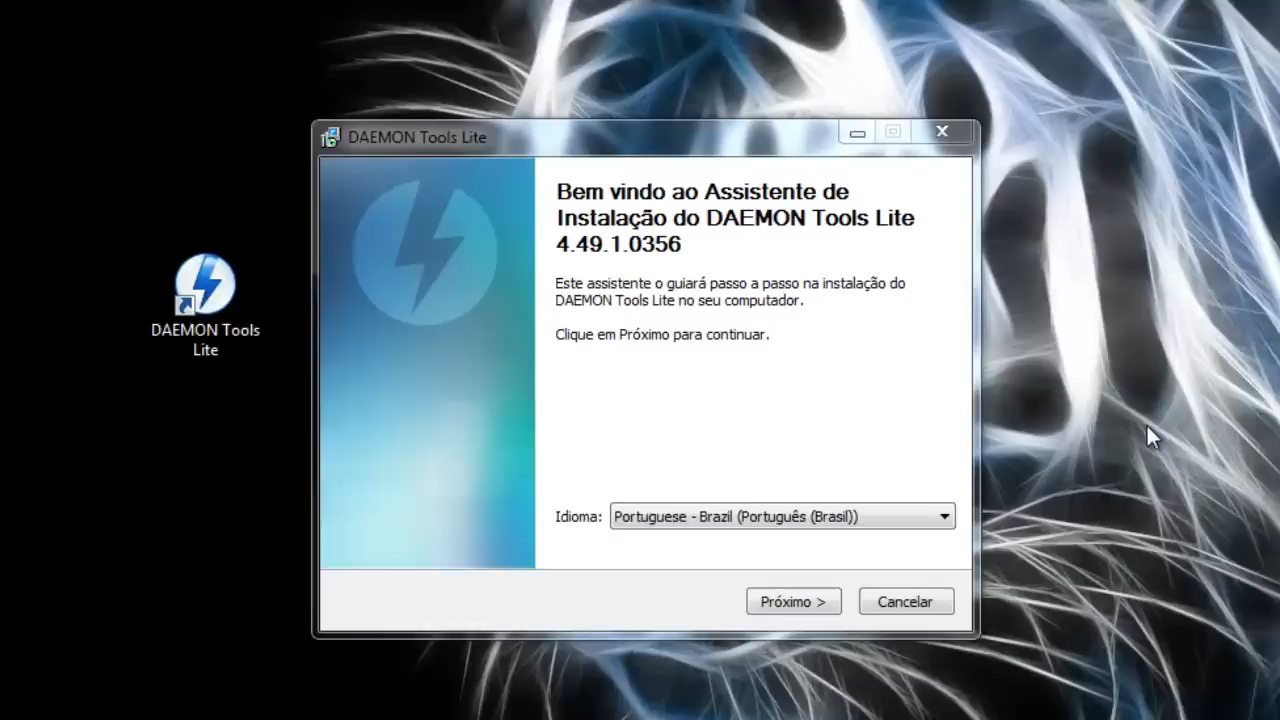 DAEMON Tools Lite
Bem vindo ao Assistente de
Instalação do DAEMON Tools Lite
4.49.1.0356
Este assistente o guiará passo a passo na instalação do
DAEMON Tools Lite no seu computador.
Clique em Próximo para continuar.
DAEMON Tools
Lite
Idioma: Portuguese - Brazil (Português (Brasil))
Próximo > Cancelar